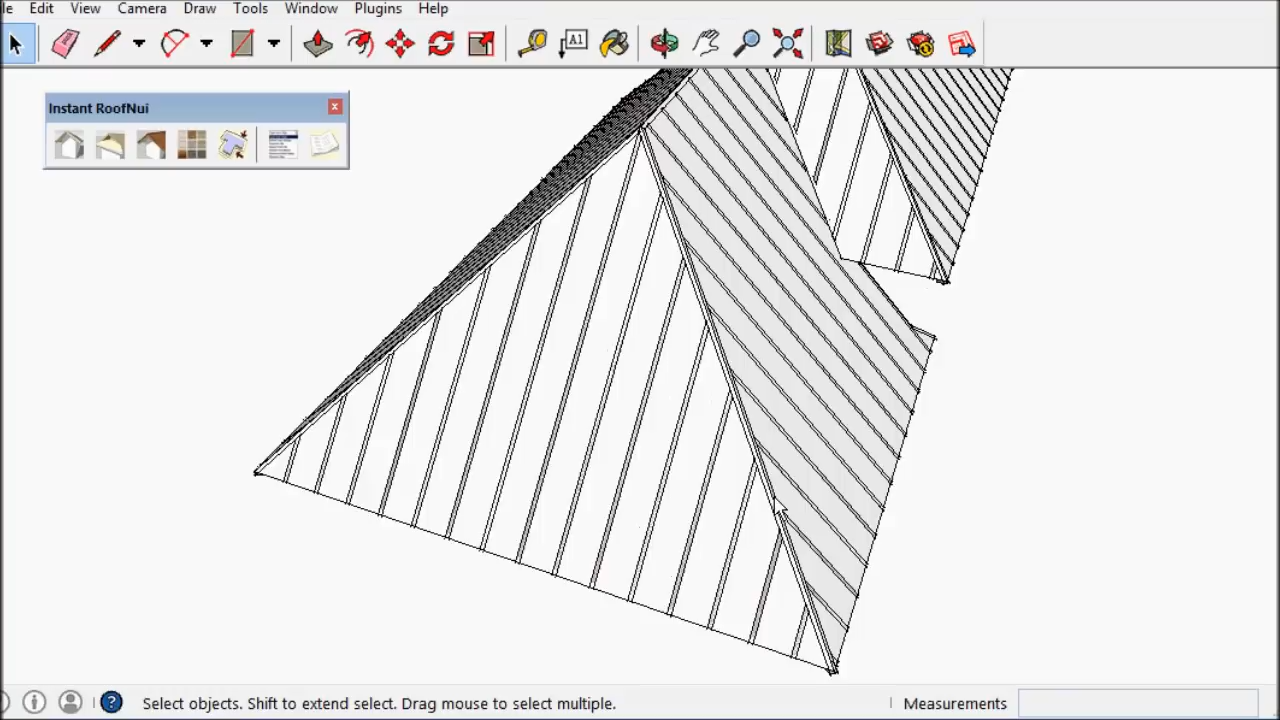 le Edit View Camera Draw Tools Window Plugins Help
A1
Instant RoofNui
Select objects. Shift to extend select. Drag mouse to select multiple.
Measurements